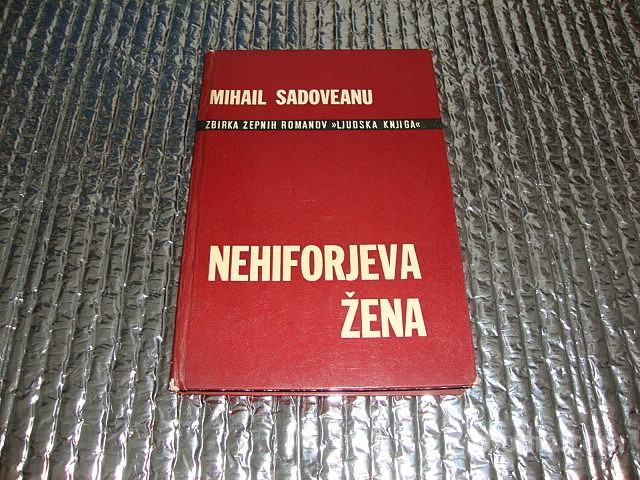 MIHAIL SADOVEANU
ZBIRKA ŽEPNIH ROMANOV »LJUDSKA KNJIGA«
NEHIFORJEVA
ŽENA